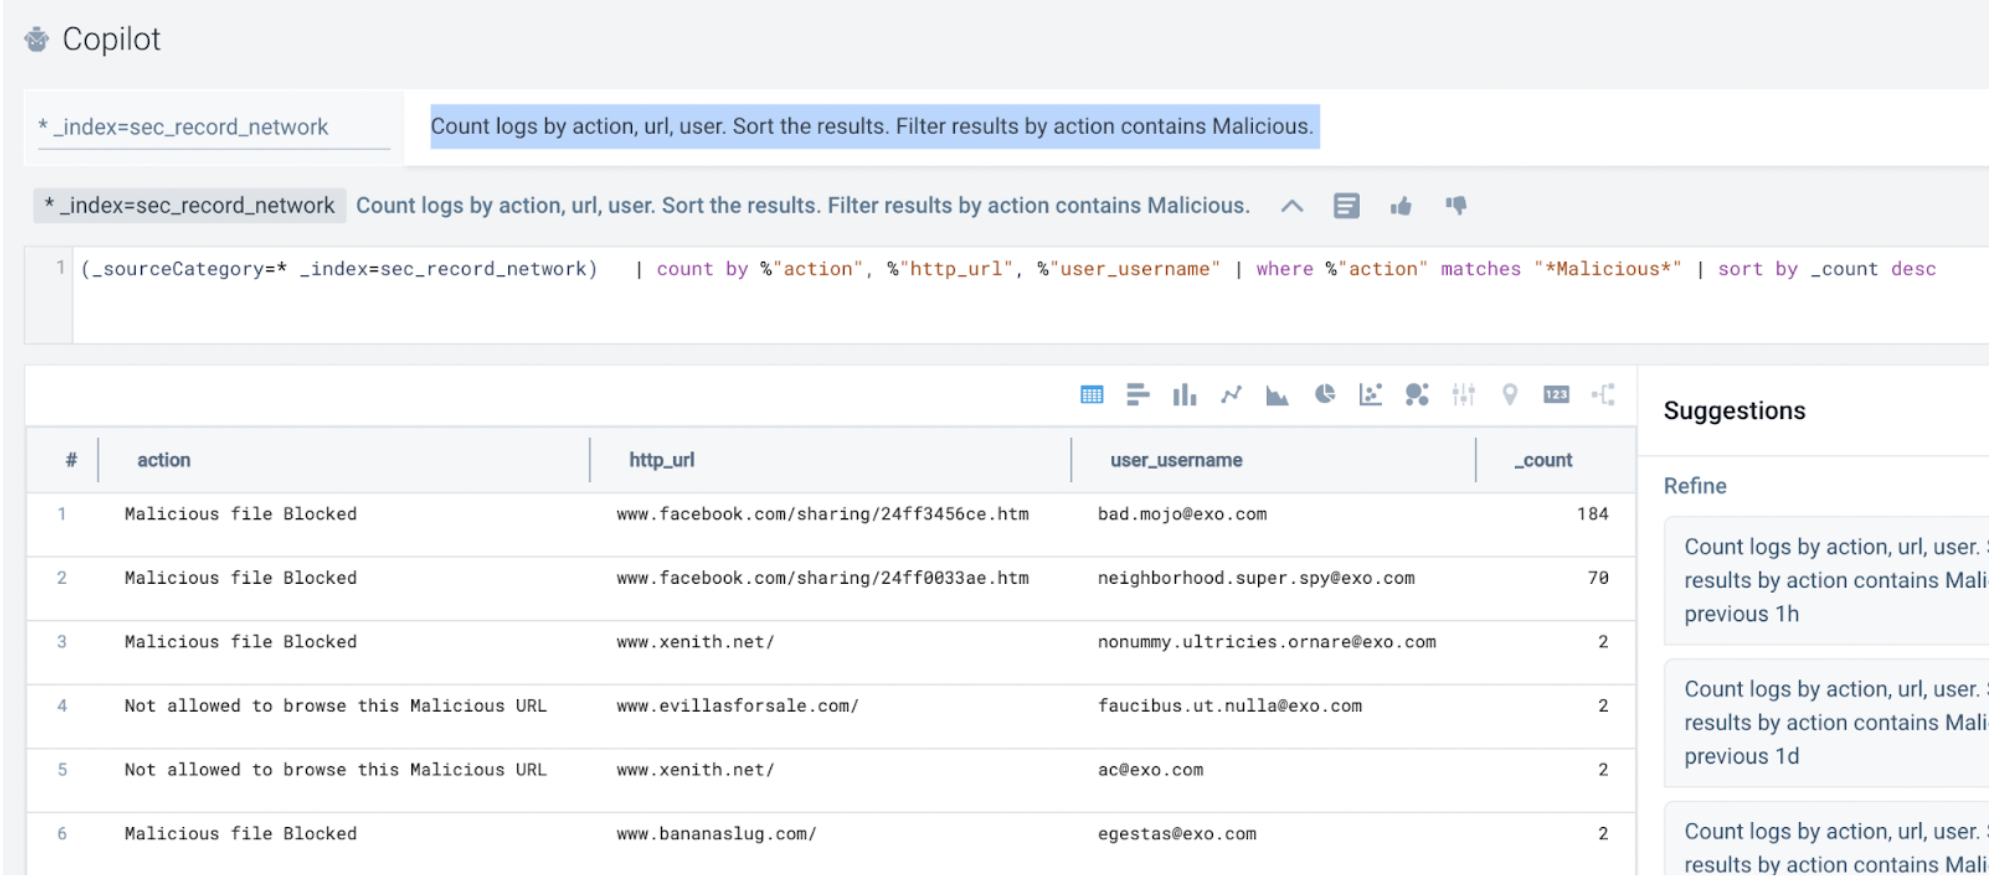 Copilot
* _index=sec_record_network
Count logs by action, url, user. Sort the results. Filter results by action contains Malicious.
* _index=sec_record_network Count logs by action, url, user. Sort the results. Filter results by action contains Malicious.
1 (_sourceCategory=* _index=sec_record_network) | count by %"action", %"http_url", %"user_username" | where %"action" matches "*Malicious*" | sort by _count desc
123
# action http_url user_username _count
1 Malicious file Blocked www.facebook.com/sharing/24ff3456ce.htm bad.mojo@exo.com 184
2 Malicious file Blocked www.facebook.com/sharing/24ff0033ae.htm neighborhood.super.spy@exo.com 70
3 Malicious file Blocked www.xenith.net/ nonummy.ultricies.ornare@exo.com 2
4 Not allowed to browse this Malicious URL www.evillasforsale.com/ faucibus.ut.nulla@exo.com 2
5 Not allowed to browse this Malicious URL www.xenith.net/ ac@exo.com 2
6 Malicious file Blocked www.bananaslug.com/ egestas@exo.com 2
Suggestions
Refine
Count logs by action, url, user.
results by action contains Mali
previous 1h
Count logs by action, url, user.
results by action contains Mali
previous 1d
Count logs by action, url, user.
results by action contains Mali